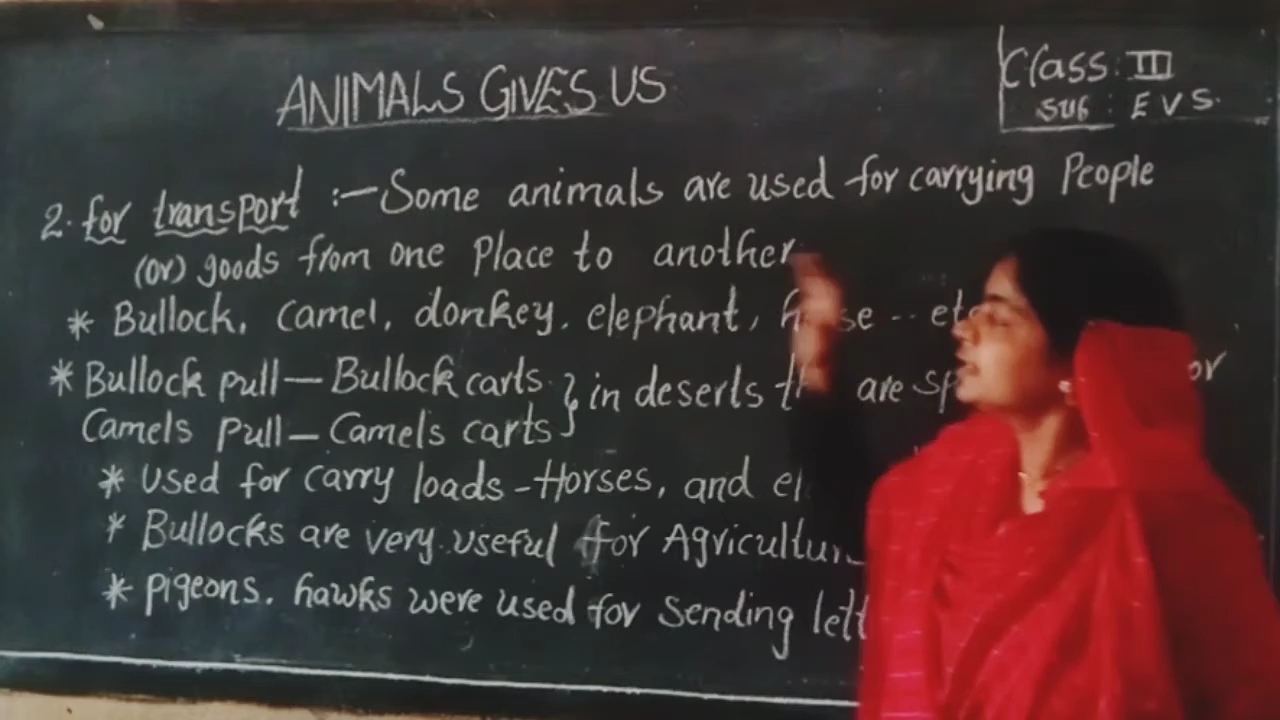 ANIMALS GIVES US
Class: III
SUB : EVS.
2. for transport :- Some animals are used for carrying People
(or) goods from one Place to another
* Bullock, Camel, donkey, elephant, .. etc
* Bullock pull — Bullock carts } in deserts are
Camels pull — Camels carts
* Used for carry loads - Horses, and
* Bullocks are very useful for
* pigeons. hawks were used for sending